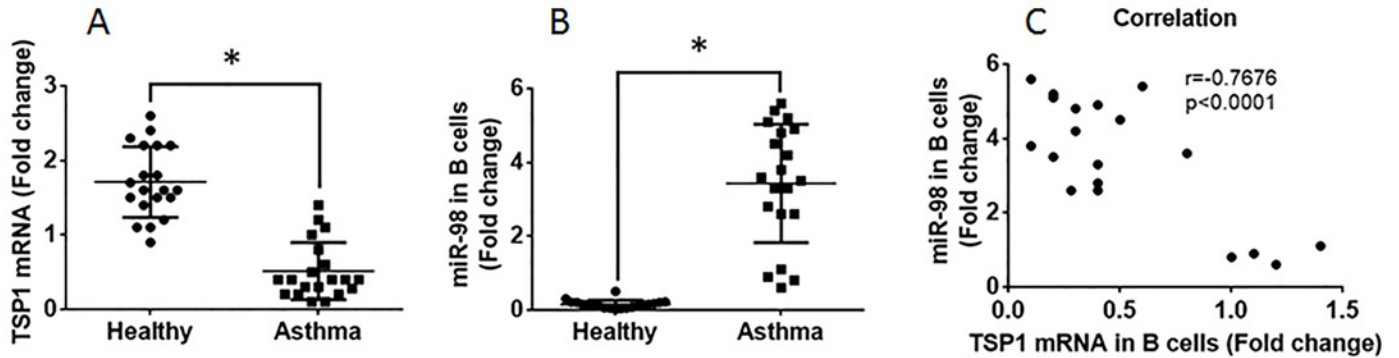 A
TSP1 mRNA (Fold change)
3
2
1
0
*
Healthy
Asthma
B
miR-98 in B cells
(Fold change)
6
4
2
0
*
Healthy
Asthma
C
Correlation
miR-98 in B cells
(Fold change)
6
4
2
0
r=-0.7676
p<0.0001
0.0
0.5
1.0
1.5
TSP1 mRNA in B cells (Fold change)